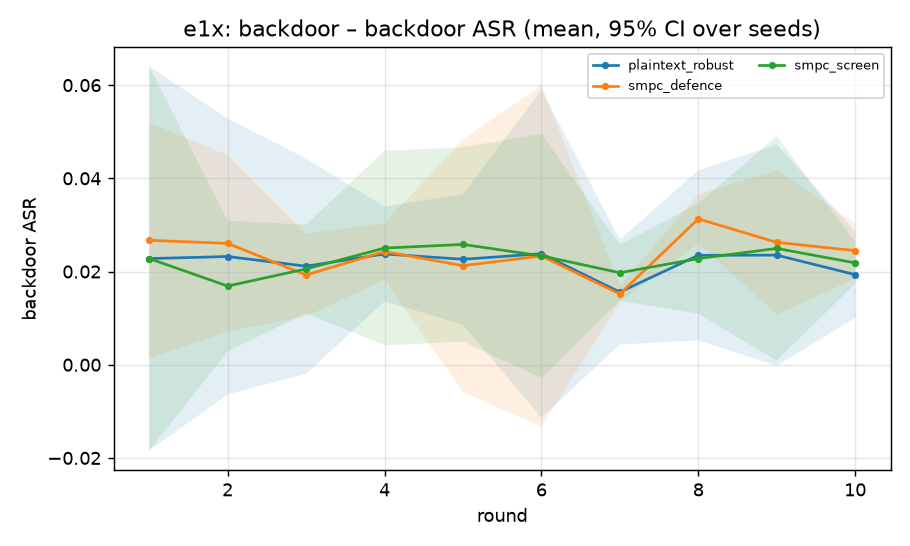 e1x: backdoor – backdoor ASR (mean, 95% CI over seeds)
plaintext_robust
smpc_defence
smpc_screen
backdoor ASR
0.06
0.04
0.02
0.00
−0.02
2 4 6 8 10
round